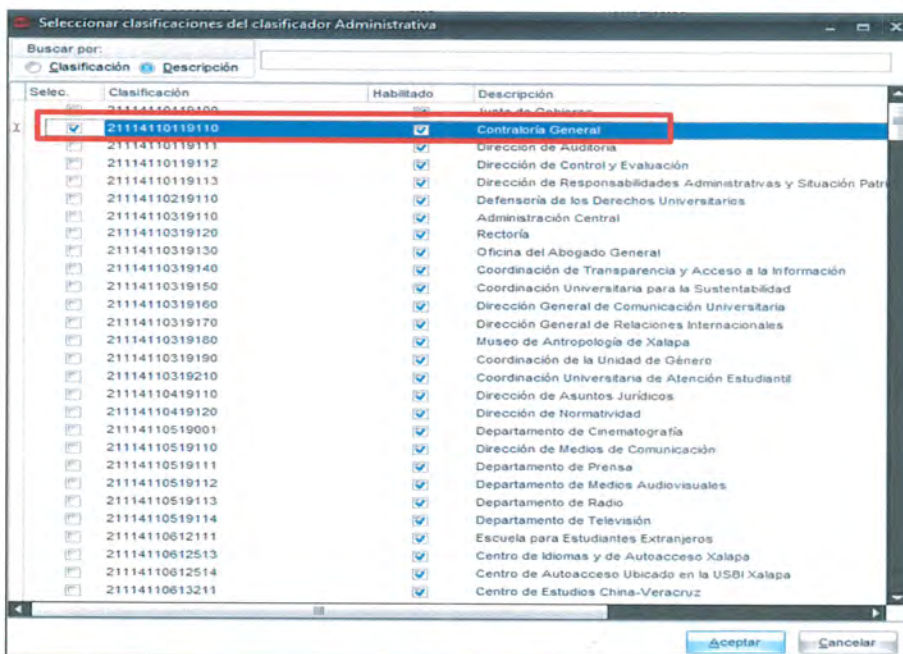 Seleccionar clasificaciones del clasificador Administrativa
Buscar por:
Clasificación Descripción
Selec. Clasificación Habilitado Descripción
21114110119100 Junta de Gobierno
21114110119110 Contraloría General
21114110119111 Dirección de Auditoria
21114110119112 Dirección de Control y Evaluación
21114110119113 Dirección de Responsabilidades Administrativas y Situación Patri
21114110219110 Defensoría de los Derechos Universitarios
21114110319110 Administración Central
21114110319120 Rectoría
21114110319130 Oficina del Abogado General
21114110319140 Coordinación de Transparencia y Acceso a la Información
21114110319150 Coordinación Universitaria para la Sustentabilidad
21114110319160 Dirección General de Comunicación Universitaria
21114110319170 Dirección General de Relaciones Internacionales
21114110319180 Museo de Antropología de Xalapa
21114110319190 Coordinación de la Unidad de Género
21114110319210 Coordinación Universitaria de Atención Estudiantil
21114110419110 Dirección de Asuntos Jurídicos
21114110419120 Dirección de Normatividad
21114110519001 Departamento de Cinematografía
21114110519110 Dirección de Medios de Comunicación
21114110519111 Departamento de Prensa
21114110519112 Departamento de Medios Audiovisuales
21114110519113 Departamento de Radio
21114110519114 Departamento de Televisión
21114110612111 Escuela para Estudiantes Extranjeros
21114110612513 Centro de Idiomas y de Autoacceso Xalapa
21114110612514 Centro de Autoacceso Ubicado en la USBI Xalapa
21114110613211 Centro de Estudios China-Veracruz
Aceptar Cancelar